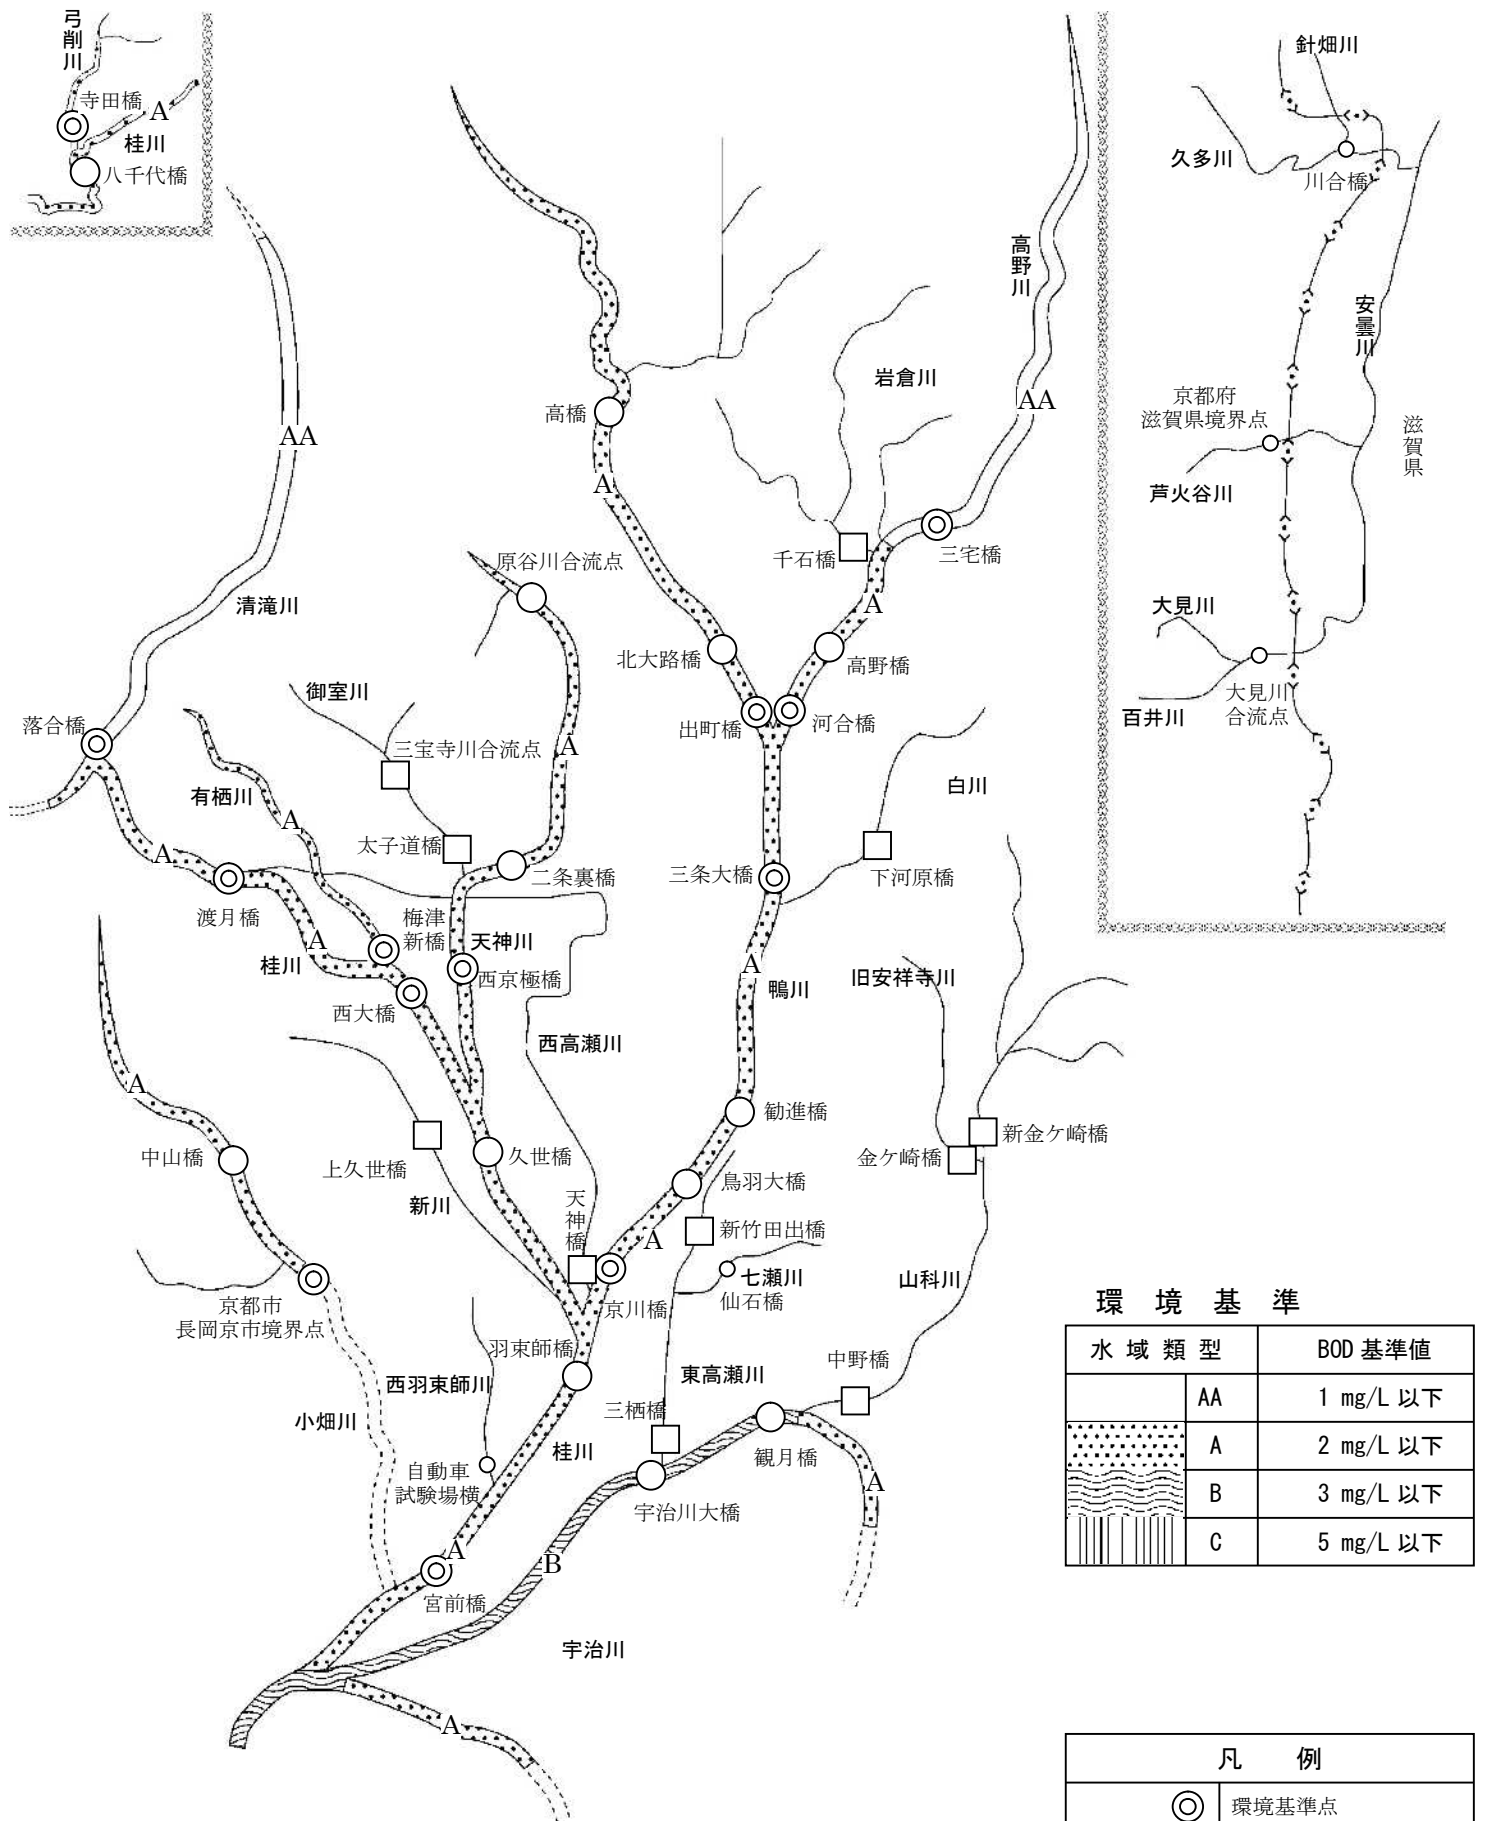 弓削川
寺田橋
A
桂川
八千代橋
針畑川
久多川
川合橋
安曇川
京都府
滋賀県境界点
滋賀県
芦火谷川
大見川
大見川
合流点
百井川
高野川
岩倉川
AA
AA
高橋
A
千石橋
三宅橋
原谷川合流点
A
清滝川
北大路橋
高野橋
御室川
落合橋
出町橋
河合橋
三宝寺川合流点
A
白川
有栖川
A
太子道橋
A
二条裏橋
三条大橋
下河原橋
渡月橋
梅津
新橋
天神川
A
桂川
西京極橋
A
鴨川
旧安祥寺川
西大橋
西高瀬川
A
勧進橋
新金ケ崎橋
中山橋
上久世橋
久世橋
金ケ崎橋
鳥羽大橋
新川
天神橋
新竹田出橋
A
七瀬川
仙石橋
山科川
京都市
長岡京市境界点
京川橋
羽束師橋
中野橋
西羽束師川
東高瀬川
小畑川
三栖橋
桂川
観月橋
自動車
試験場横
A
宇治川大橋
A
B
宮前橋
宇治川
A
環境基準
水域類型 BOD基準値
AA 1 mg/L 以下
A 2 mg/L 以下
B 3 mg/L 以下
C 5 mg/L 以下
凡例
環境基準点